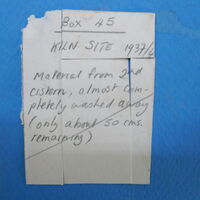 BOX 45
KILN SITE 1937/6
Material from 2nd
cistern, almost com-
pletely washed away
(only about 50 cms.
remaining)